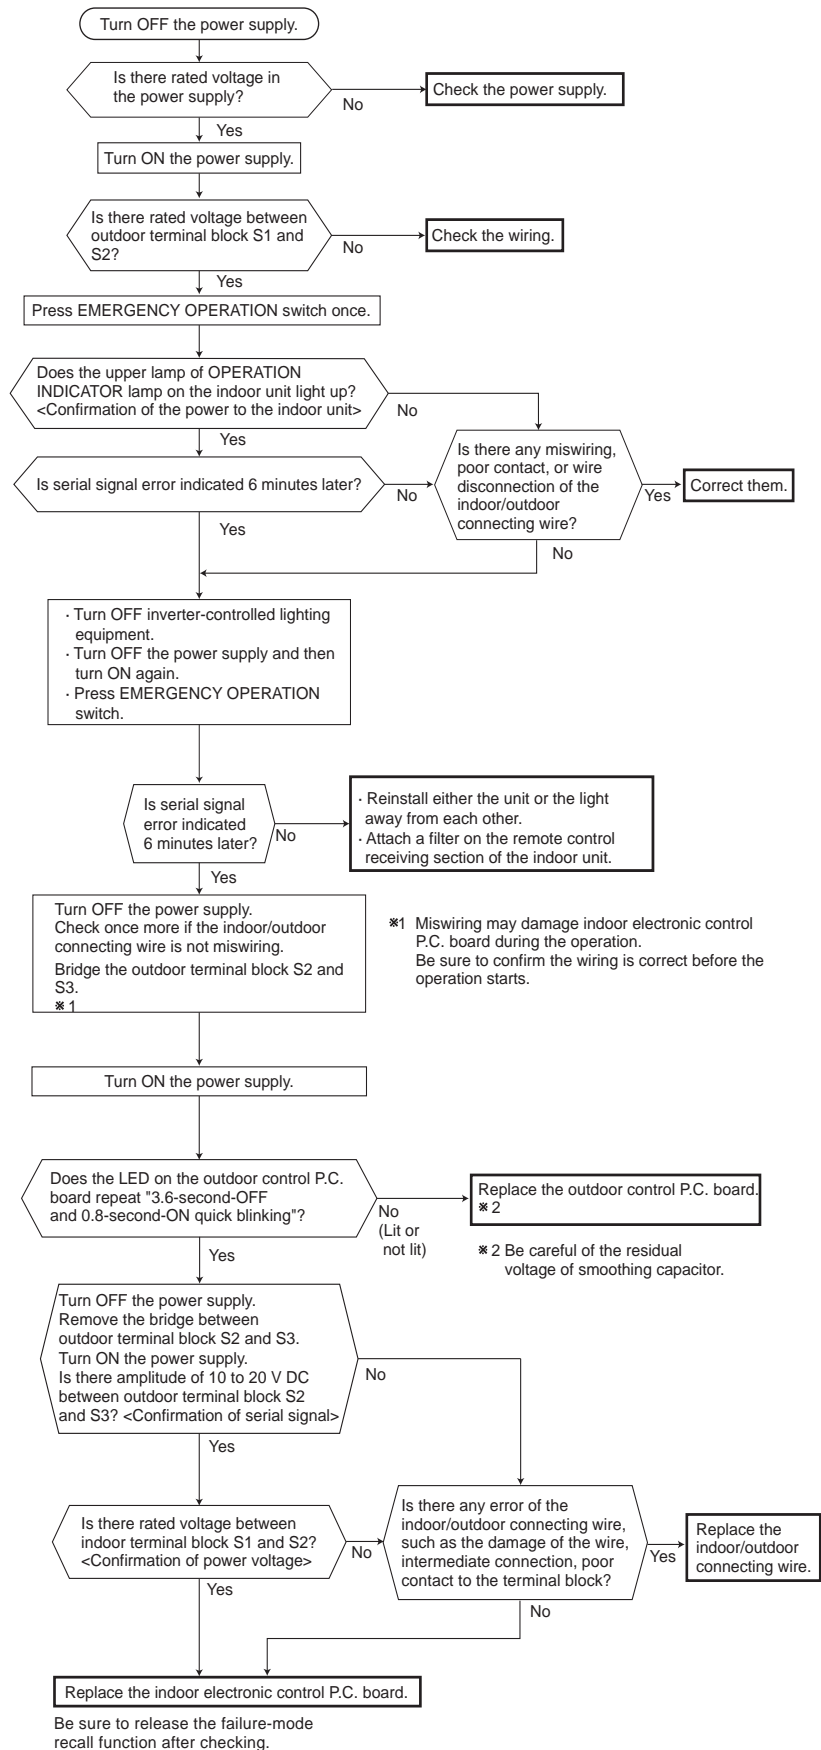 Turn OFF the power supply.
Is there rated voltage in
the power supply?
No
Check the power supply.
Yes
Turn ON the power supply.
Is there rated voltage between
outdoor terminal block S1 and
S2?
No
Check the wiring.
Yes
Press EMERGENCY OPERATION switch once.
Does the upper lamp of OPERATION
INDICATOR lamp on the indoor unit light up?
<Confirmation of the power to the indoor unit>
No
Yes
Is serial signal error indicated 6 minutes later?
No
Is there any miswiring,
poor contact, or wire
disconnection of the
indoor/outdoor
connecting wire?
Yes
Correct them.
Yes
No
· Turn OFF inverter-controlled lighting
equipment.
· Turn OFF the power supply and then
turn ON again.
· Press EMERGENCY OPERATION
switch.
Is serial signal
error indicated
6 minutes later?
No
· Reinstall either the unit or the light
away from each other.
· Attach a filter on the remote control
receiving section of the indoor unit.
Yes
Turn OFF the power supply.
Check once more if the indoor/outdoor
connecting wire is not miswiring.
Bridge the outdoor terminal block S2 and
S3.
※1
※1 Miswiring may damage indoor electronic control
P.C. board during the operation.
Be sure to confirm the wiring is correct before the
operation starts.
Turn ON the power supply.
Does the LED on the outdoor control P.C.
board repeat "3.6-second-OFF
and 0.8-second-ON quick blinking"?
No
(Lit or
not lit)
Replace the outdoor control P.C. board.
※2
※2 Be careful of the residual
voltage of smoothing capacitor.
Yes
Turn OFF the power supply.
Remove the bridge between
outdoor terminal block S2 and S3.
Turn ON the power supply.
Is there amplitude of 10 to 20 V DC
between outdoor terminal block S2
and S3? <Confirmation of serial signal>
No
Yes
Is there rated voltage between
indoor terminal block S1 and S2?
<Confirmation of power voltage>
No
Is there any error of the
indoor/outdoor connecting wire,
such as the damage of the wire,
intermediate connection, poor
contact to the terminal block?
Yes
Replace the
indoor/outdoor
connecting wire.
Yes
No
Replace the indoor electronic control P.C. board.
Be sure to release the failure-mode
recall function after checking.